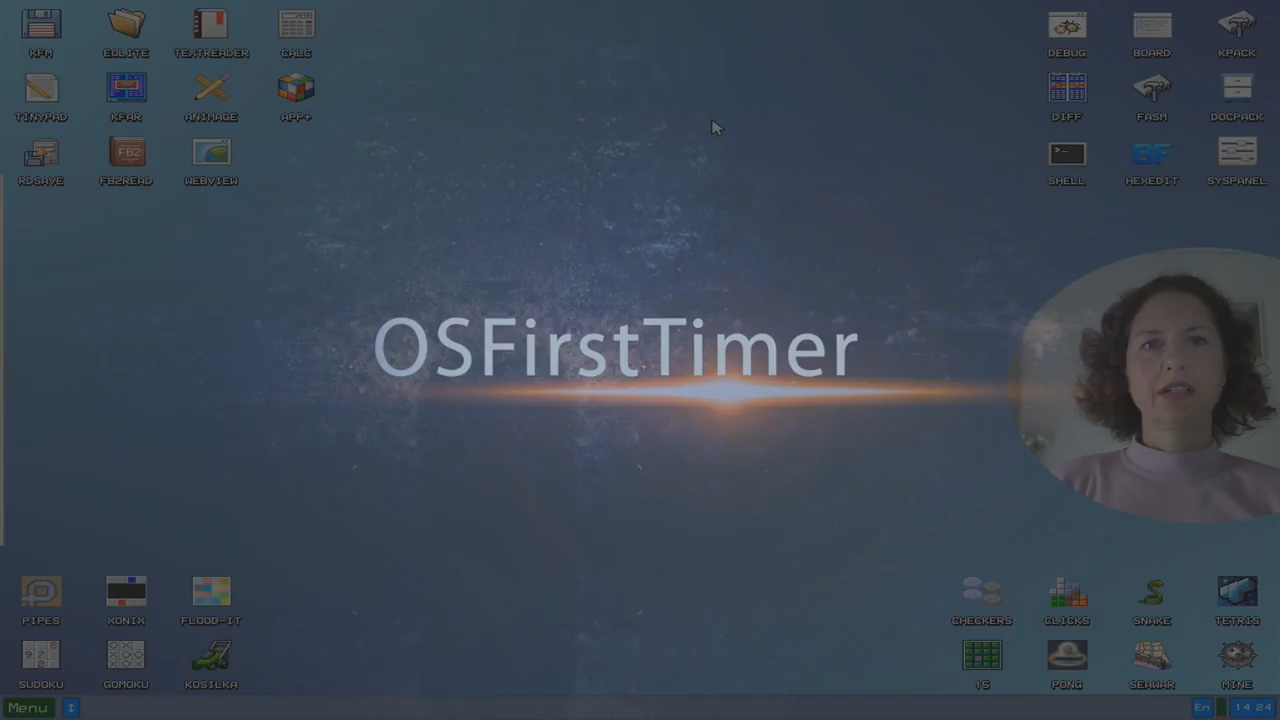 KFM EOLITE TEXTREADER CALC
DEBUG BOARD KPACK
TINYPAD KFAR ANIMAGE APP+
DIFF FASM DOCPACK
RDSAVE FB2
FB2READ WEBVIEW
>_
SHELL BF
HEXEDIT SYSPANEL
OSFirstTimer
PIPES XONIX FLOOD-IT
CHECKERS CLICKS SNAKE TETRIS
SUDOKU GOMOKU KOSILKA
15 PONG SEAWAR MINE
Menu En 14 24